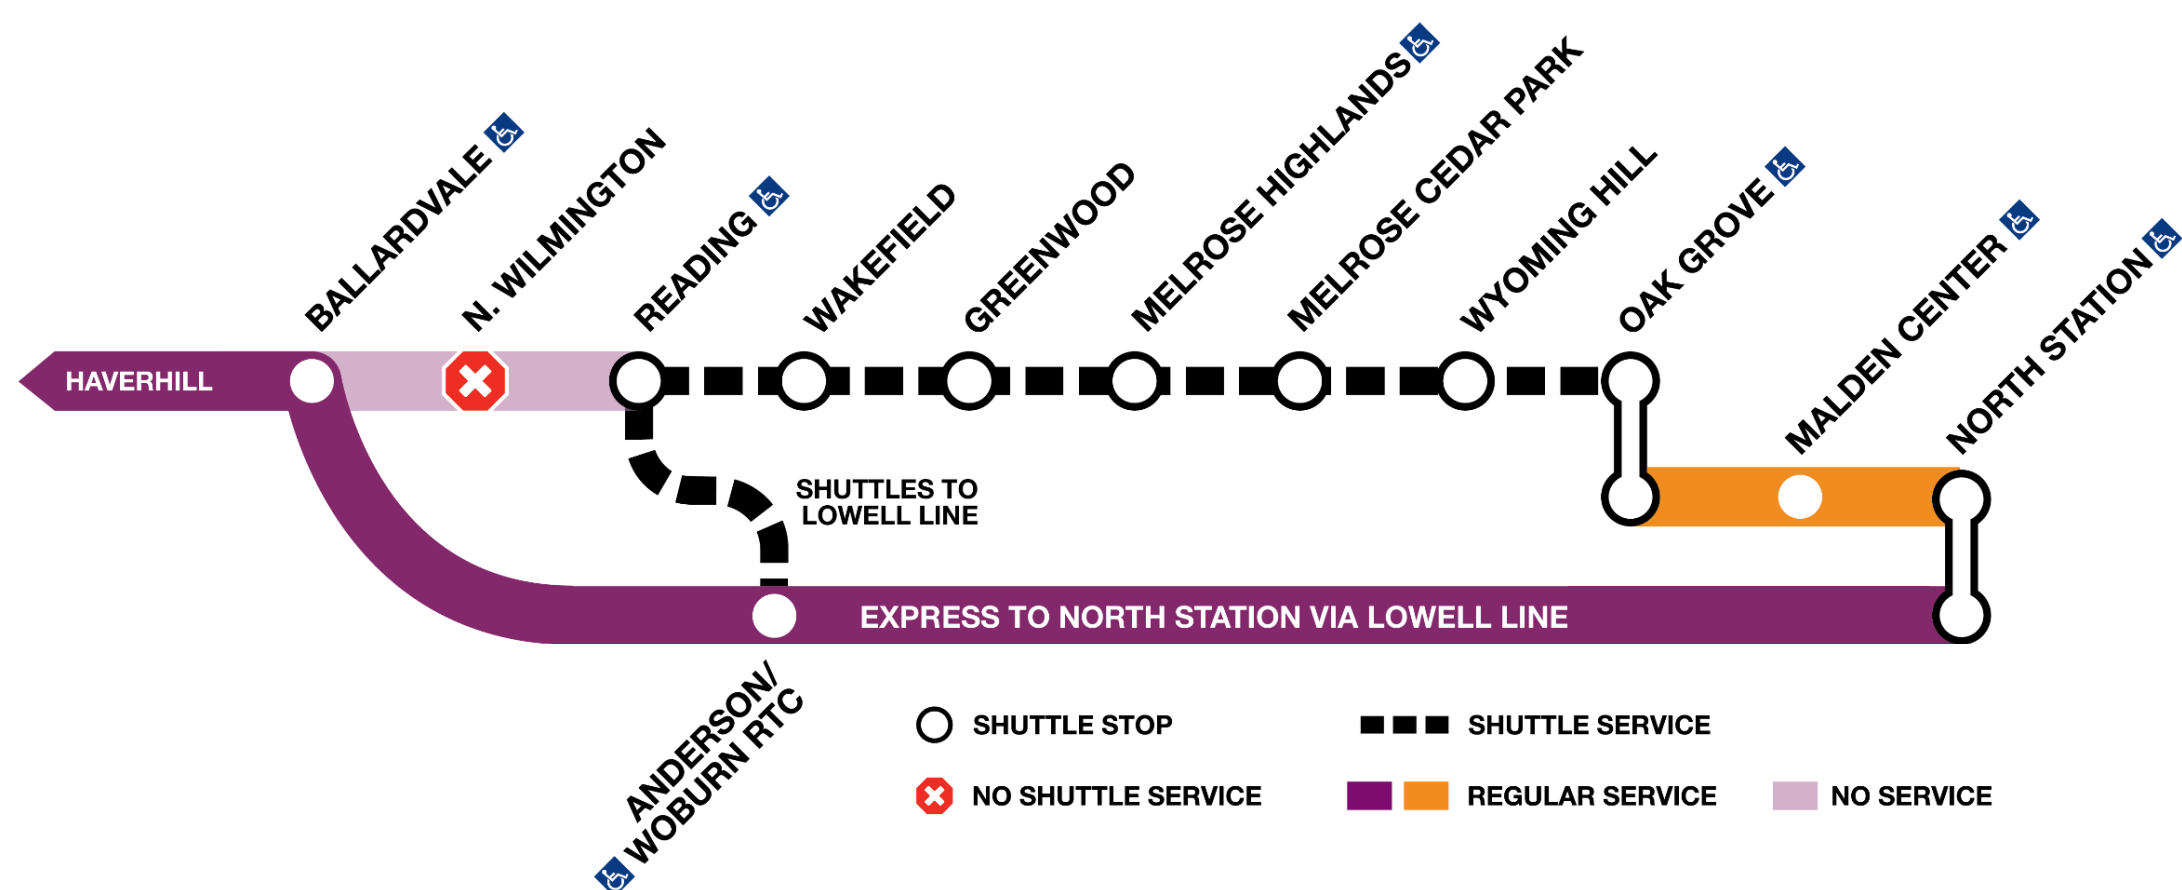 BALLARDVALE
N. WILMINGTON
READING
WAKEFIELD
GREENWOOD
MELROSE HIGHLANDS
MELROSE CEDAR PARK
WYOMING HILL
OAK GROVE
MALDEN CENTER
NORTH STATION
HAVERHILL
SHUTTLES TO
LOWELL LINE
EXPRESS TO NORTH STATION VIA LOWELL LINE
ANDERSON/
WOBURN RTC
SHUTTLE STOP
SHUTTLE SERVICE
NO SHUTTLE SERVICE
REGULAR SERVICE
NO SERVICE